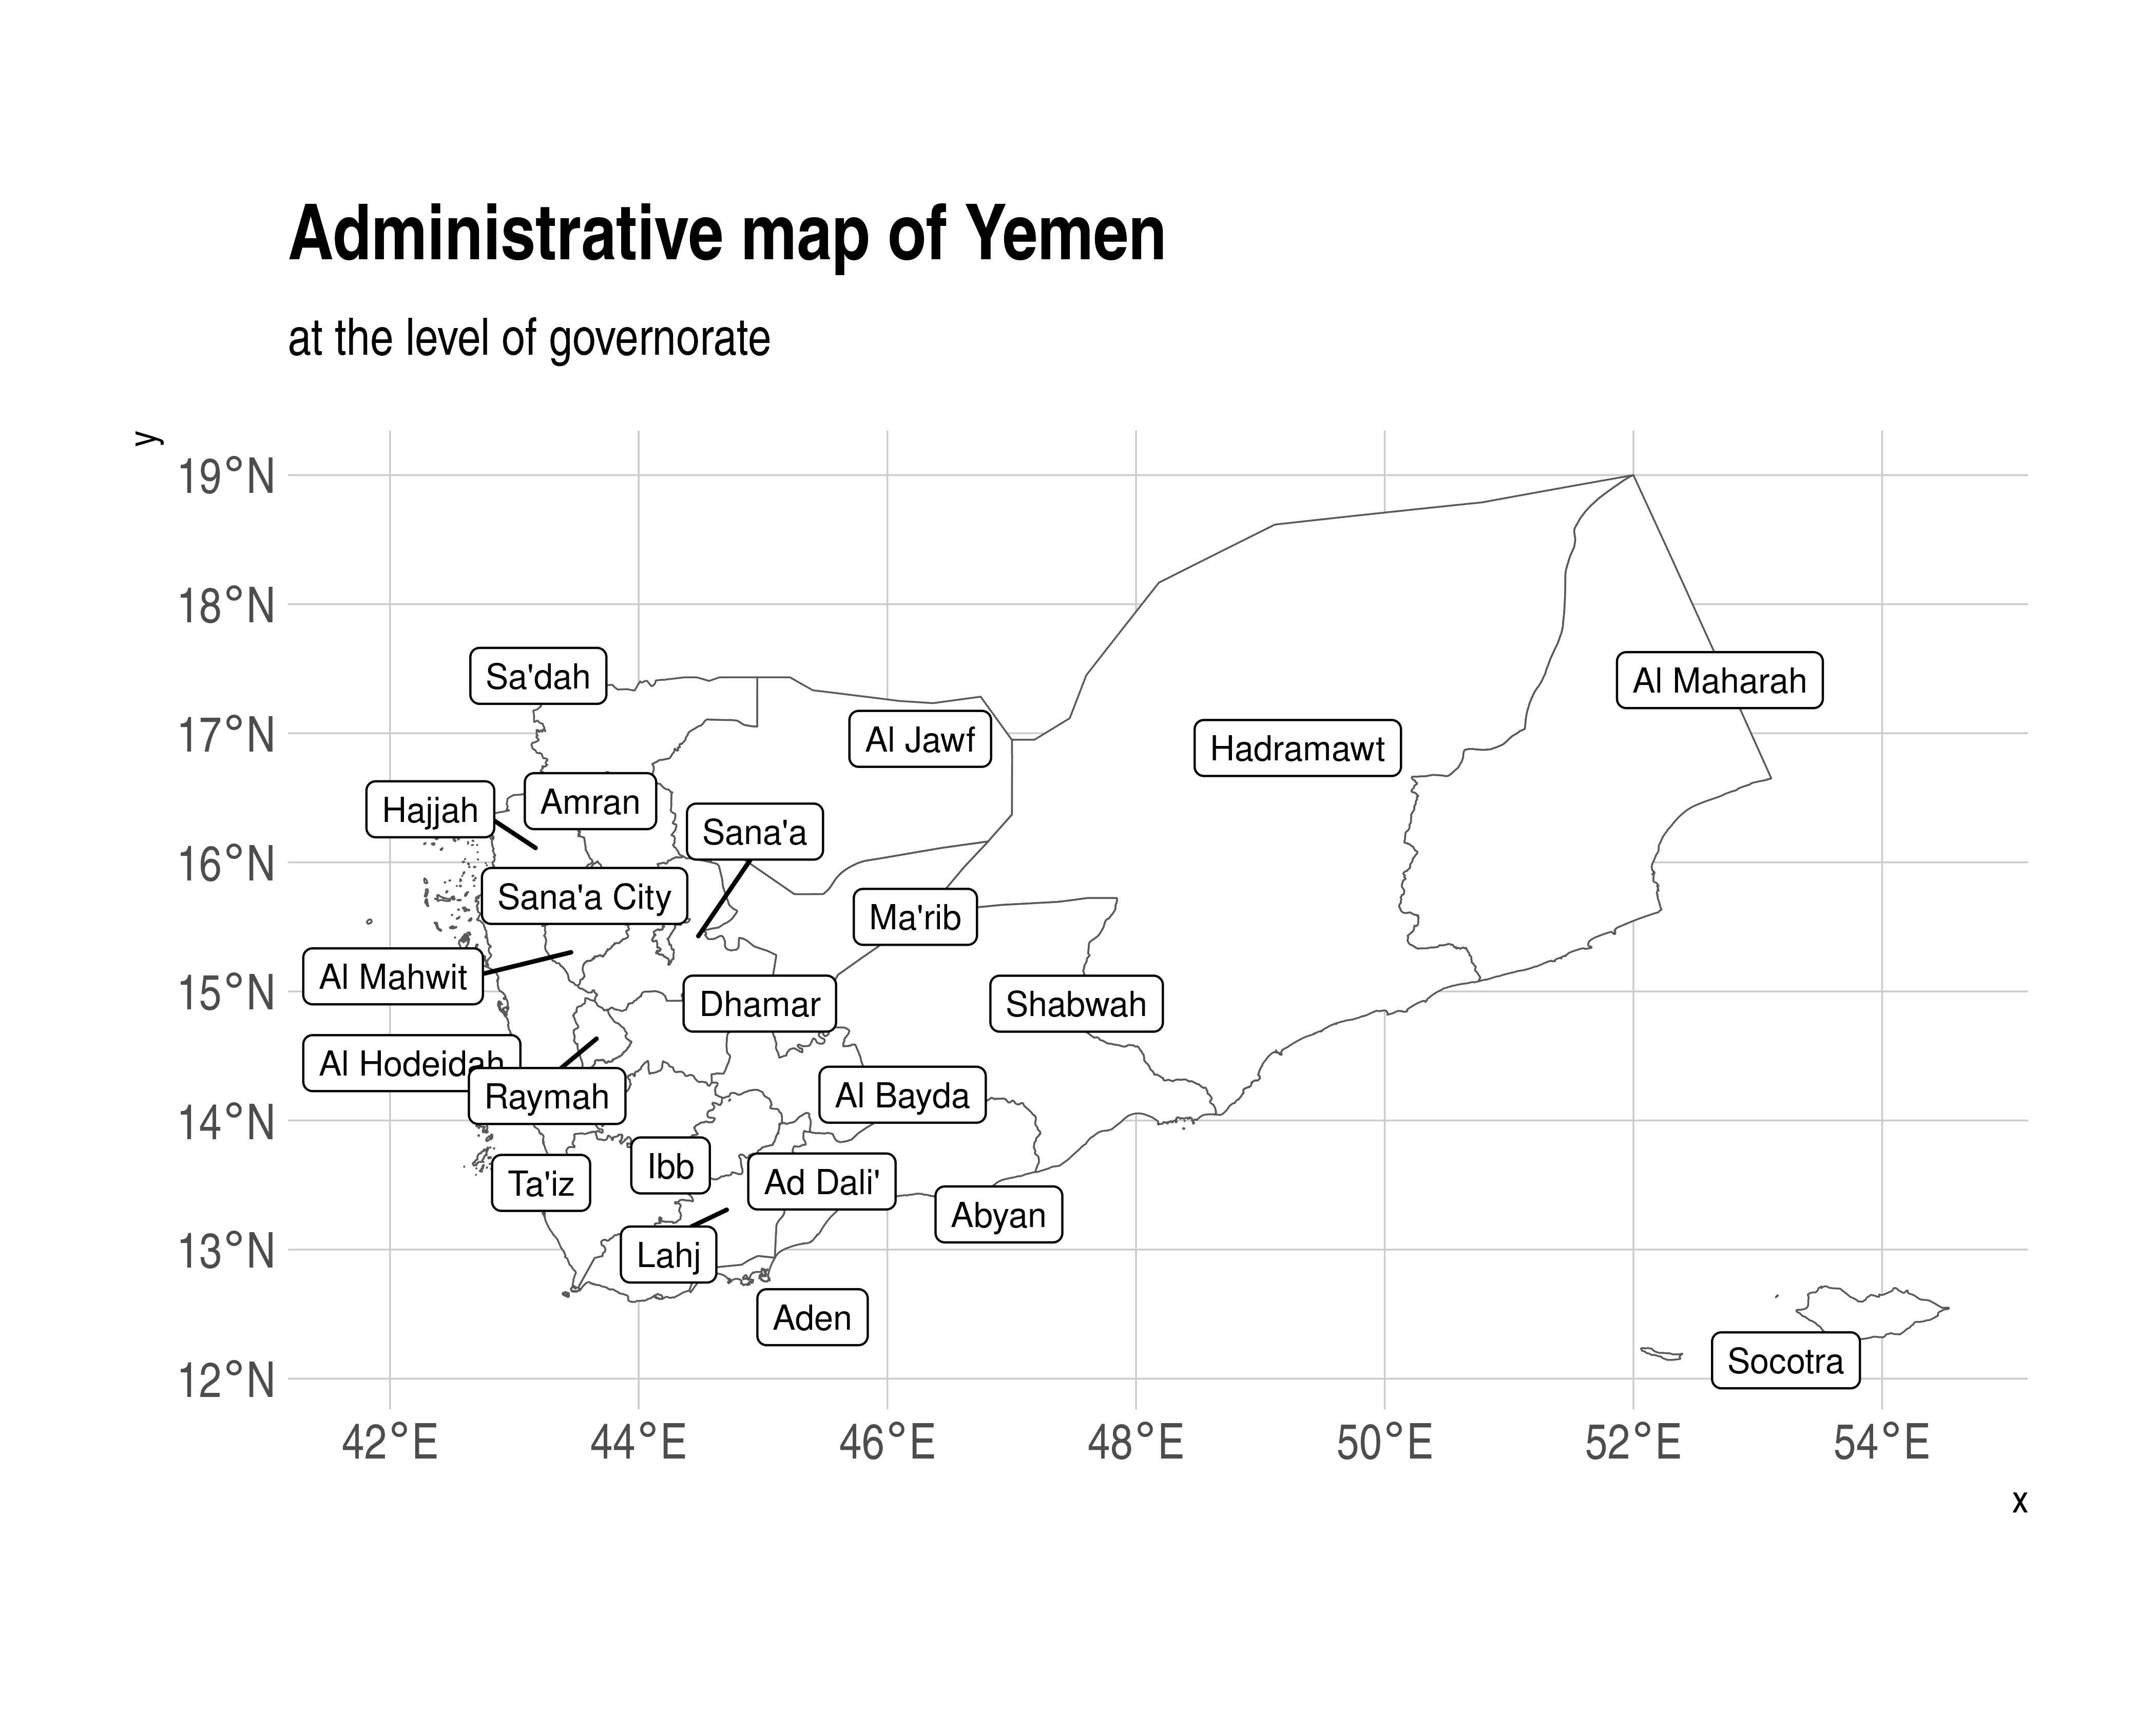 Administrative map of Yemen
at the level of governorate
y
19°N
18°N
17°N
16°N
15°N
14°N
13°N
12°N
Sa'dah
Al Maharah
Al Jawf
Hadramawt
Amran
Hajjah
Sana'a
Sana'a City
Ma'rib
Al Mahwit
Dhamar
Shabwah
Al Hodeidah
Raymah
Al Bayda
Ibb
Ta'iz
Ad Dali'
Abyan
Lahj
Aden
Socotra
42°E
44°E
46°E
48°E
50°E
52°E
54°E
x